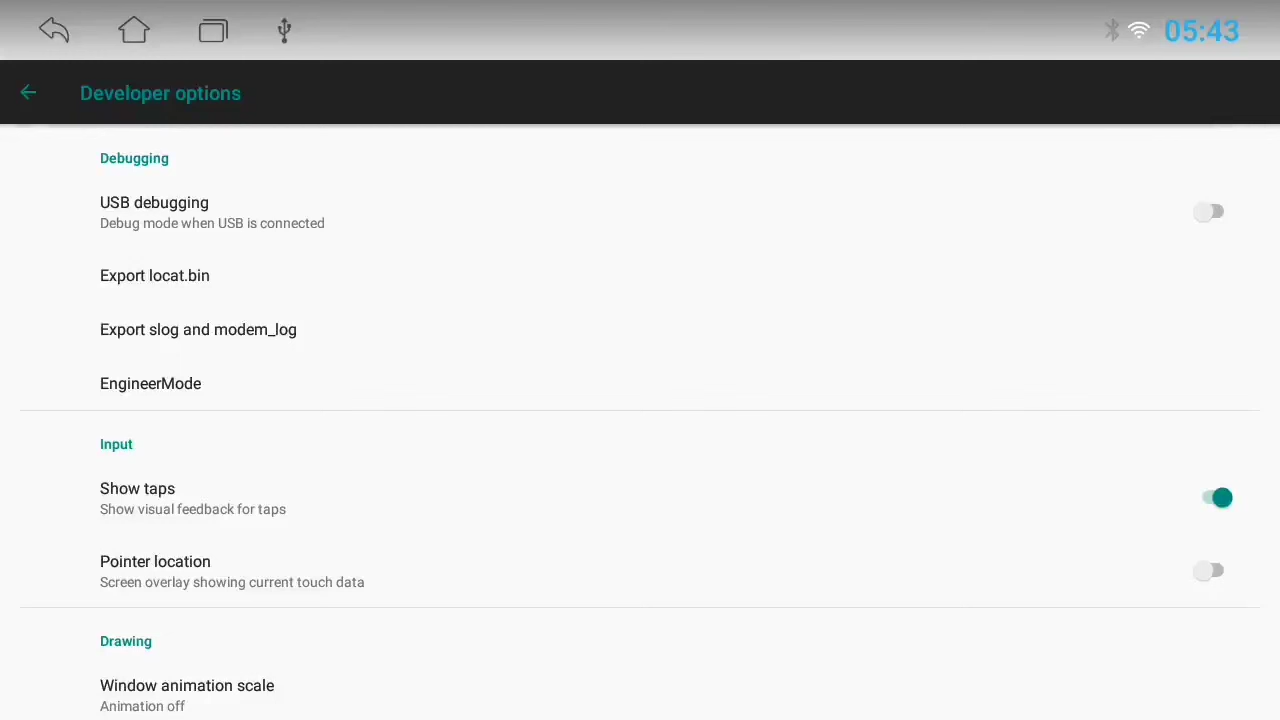 05:43
Developer options
Debugging
USB debugging
Debug mode when USB is connected
Export locat.bin
Export slog and modem_log
EngineerMode
Input
Show taps
Show visual feedback for taps
Pointer location
Screen overlay showing current touch data
Drawing
Window animation scale
Animation off